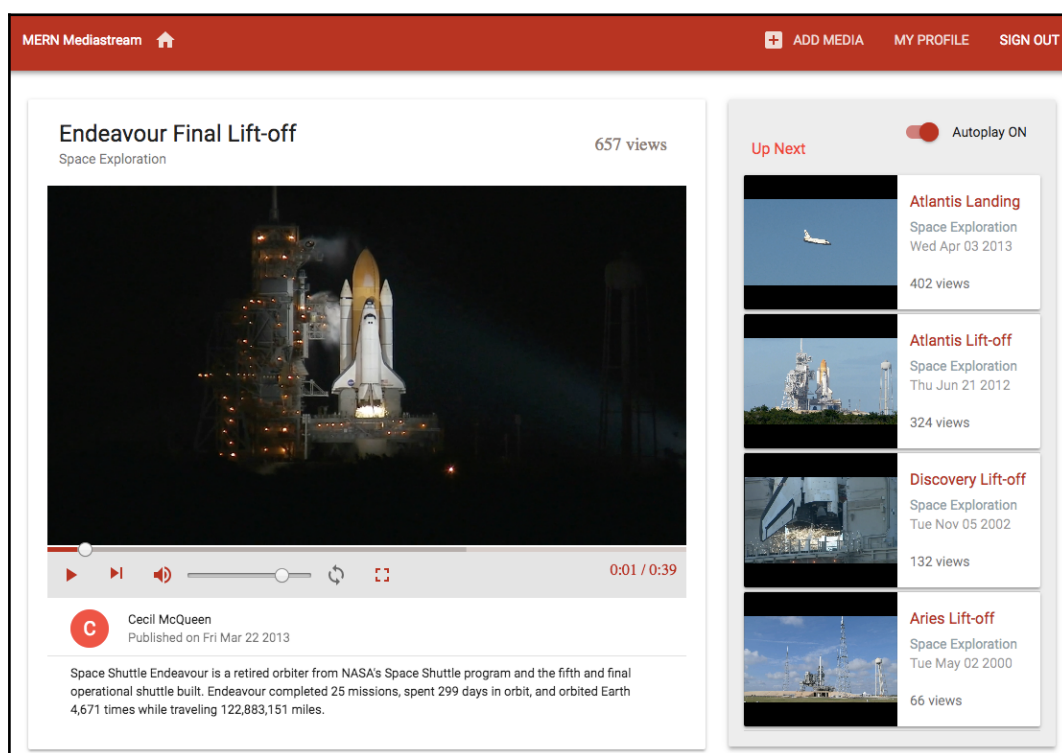 MERN Mediastream
ADD MEDIA
MY PROFILE
SIGN OUT
Endeavour Final Lift-off
Space Exploration
657 views
0:01 / 0:39
C
Cecil McQueen
Published on Fri Mar 22 2013
Space Shuttle Endeavour is a retired orbiter from NASA's Space Shuttle program and the fifth and final
operational shuttle built. Endeavour completed 25 missions, spent 299 days in orbit, and orbited Earth
4,671 times while traveling 122,883,151 miles.
Up Next
Autoplay ON
Atlantis Landing
Space Exploration
Wed Apr 03 2013
402 views
Atlantis Lift-off
Space Exploration
Thu Jun 21 2012
324 views
Discovery Lift-off
Space Exploration
Tue Nov 05 2002
132 views
Aries Lift-off
Space Exploration
Tue May 02 2000
66 views